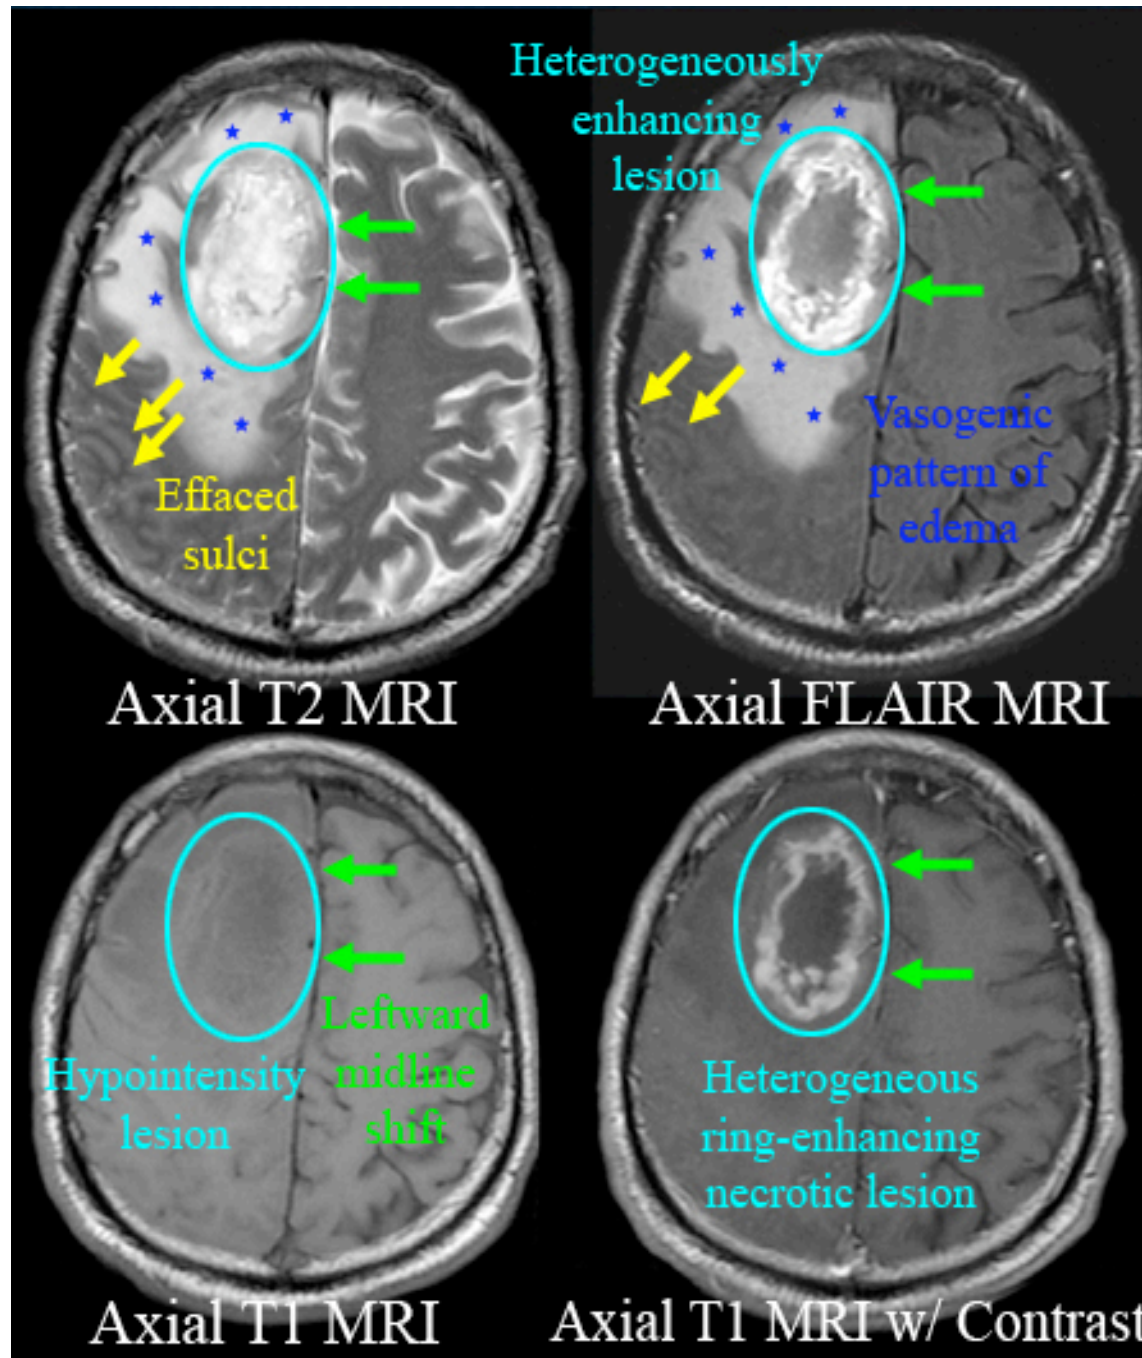 Heterogeneously
enhancing
lesion
Effaced
sulci
Vasogenic
pattern of
edema
Axial T2 MRI
Axial FLAIR MRI
Hypointensity
lesion
Leftward
midline
shift
Heterogeneous
ring-enhancing
necrotic lesion
Axial T1 MRI
Axial T1 MRI w/ Contrast